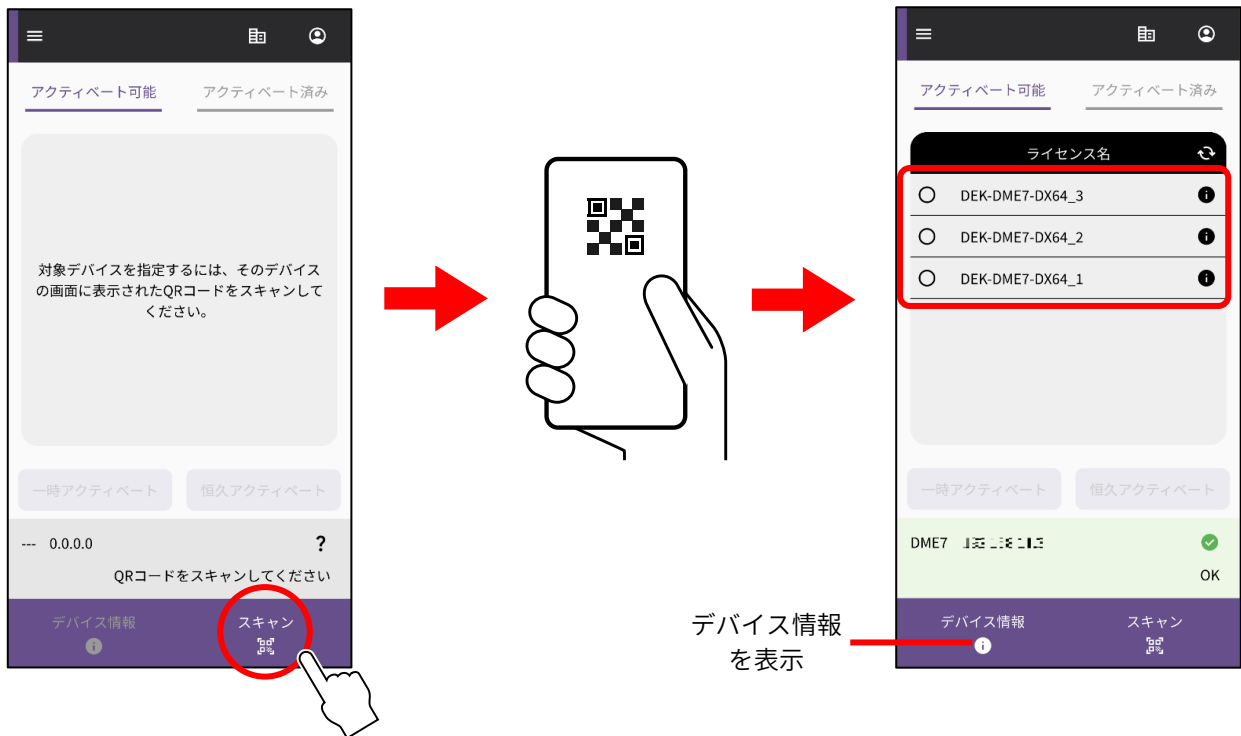 アクティベート可能
アクティベート済み
対象デバイスを指定するには、そのデバイス
の画面に表示されたQRコードをスキャンして
ください。
一時アクティベート
恒久アクティベート
--- 0.0.0.0
?
QRコードをスキャンしてください
デバイス情報
スキャン
アクティベート可能
アクティベート済み
ライセンス名
DEK-DME7-DX64_3
DEK-DME7-DX64_2
DEK-DME7-DX64_1
一時アクティベート
恒久アクティベート
DME7
OK
デバイス情報
スキャン
デバイス情報
を表示